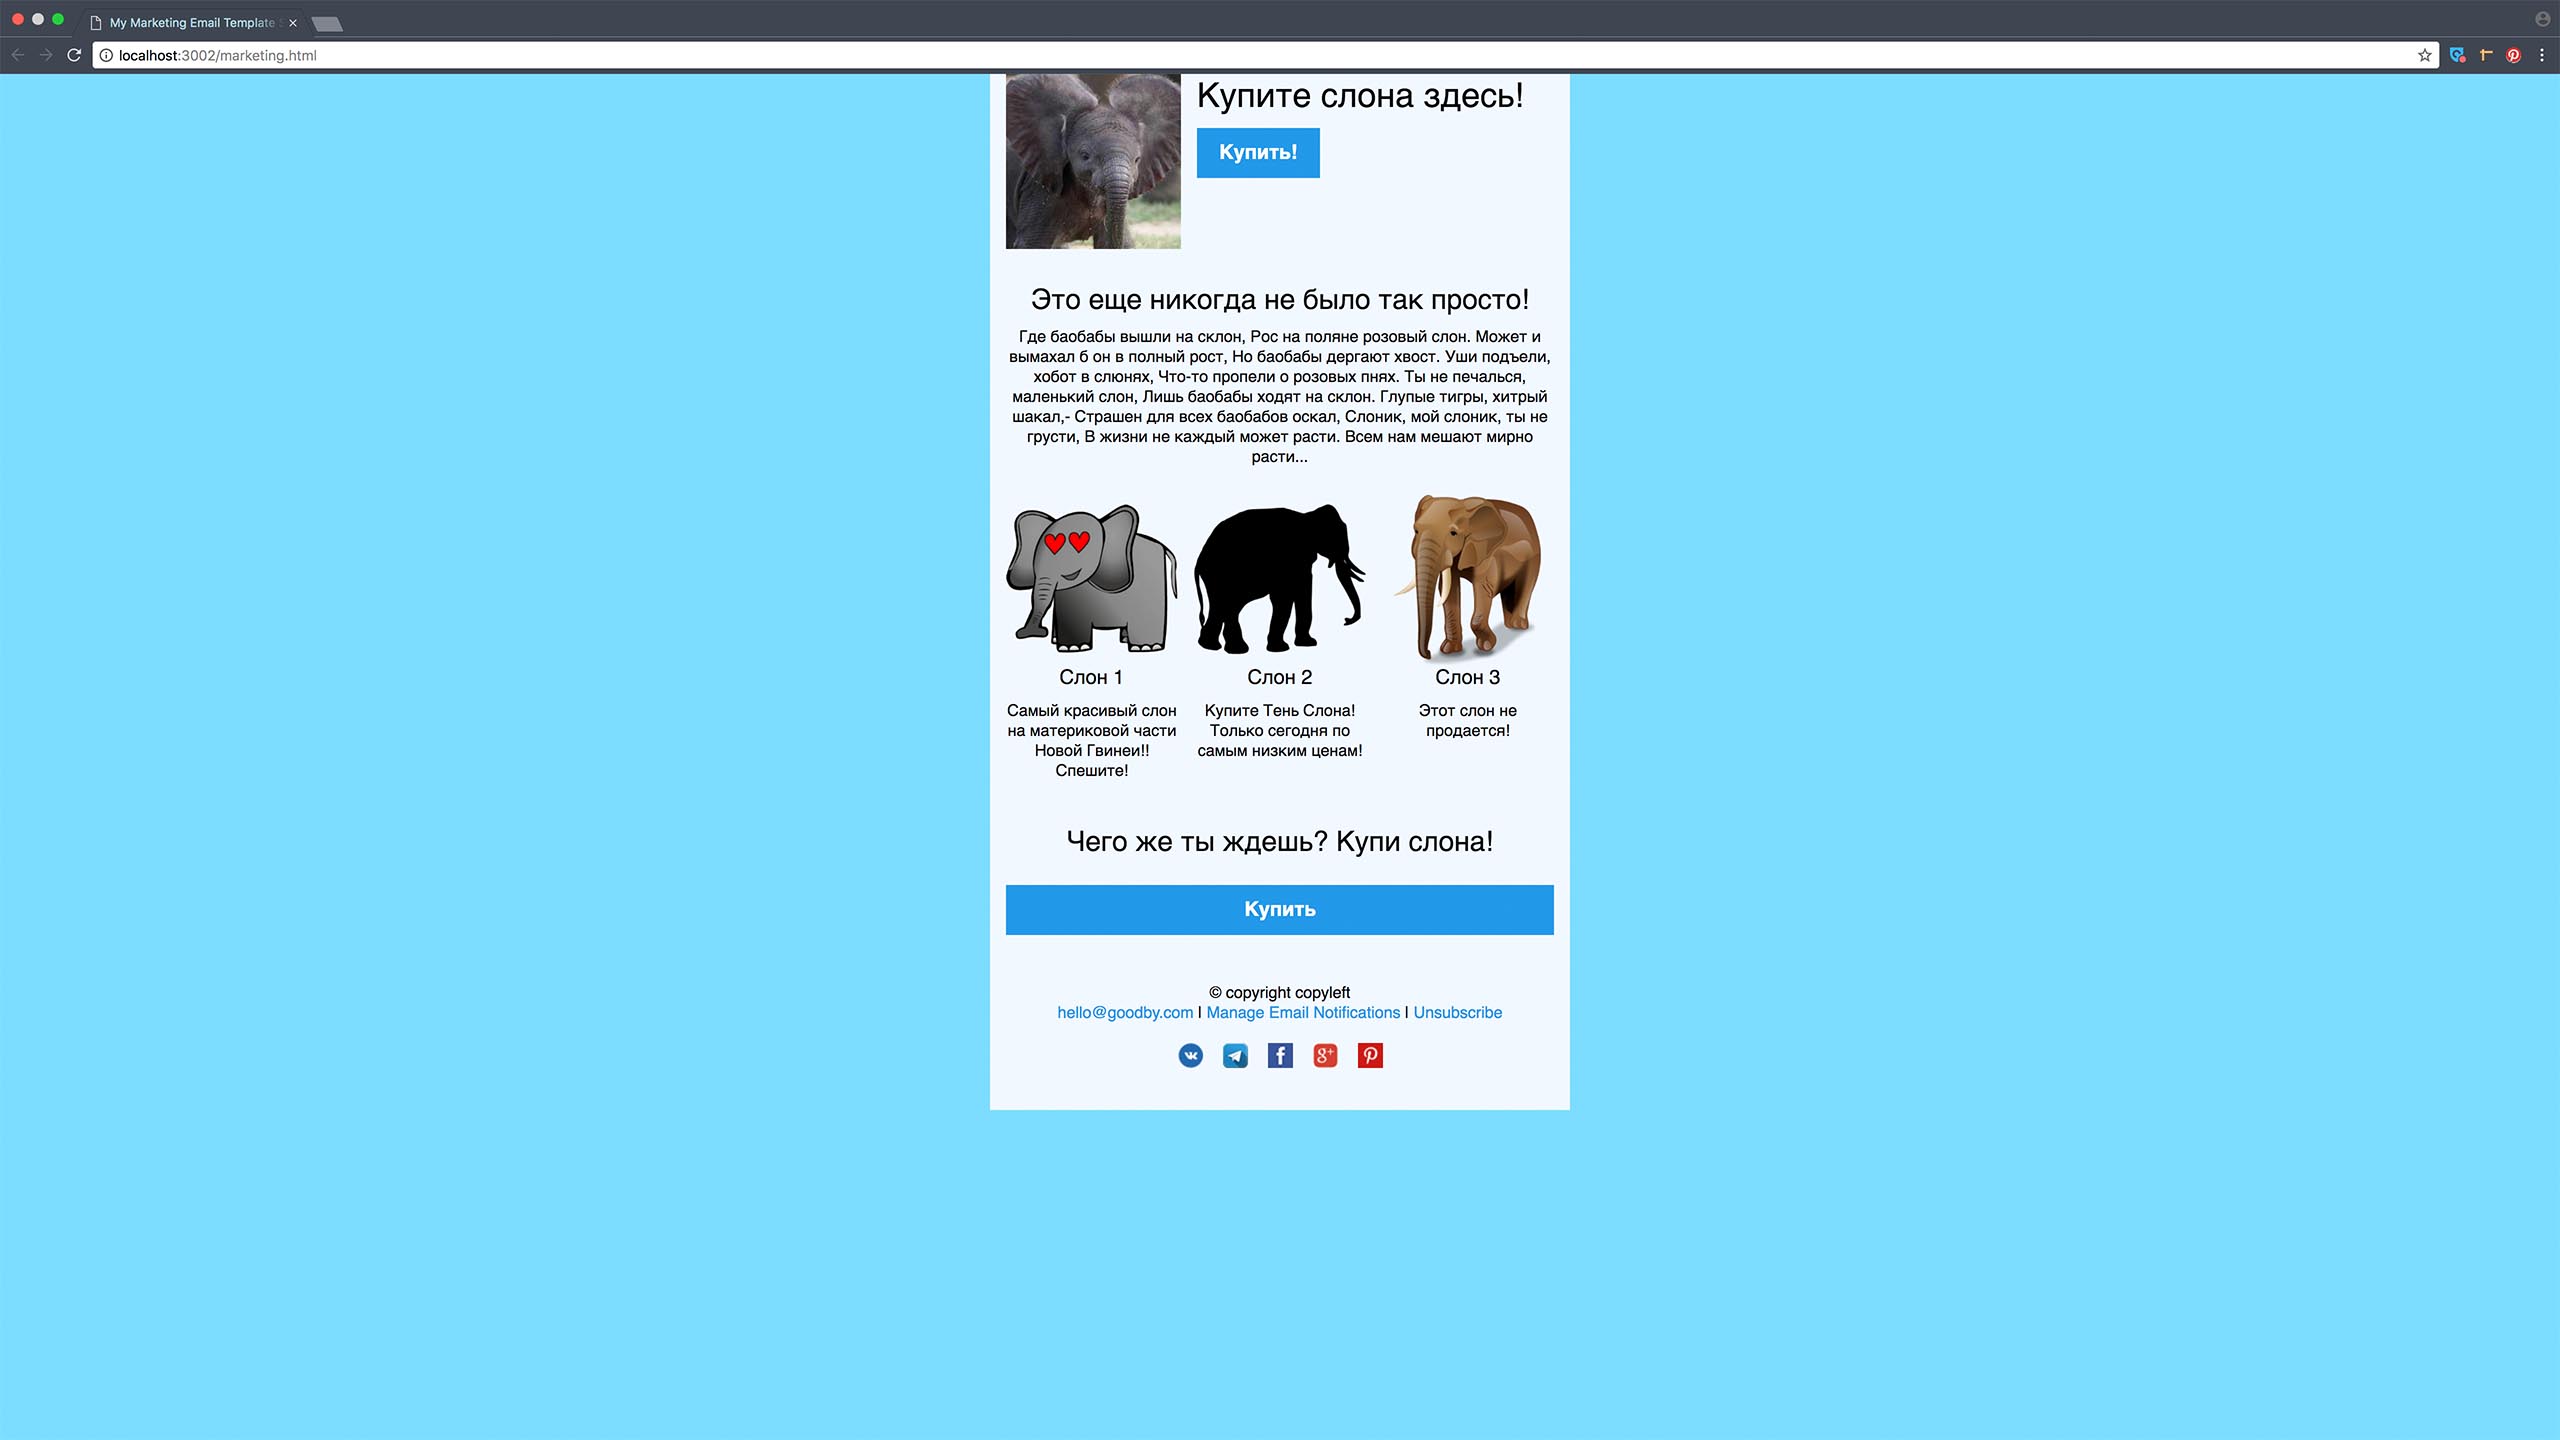 My Marketing Email Template
localhost:3002/marketing.html
Купите слона здесь!
Купить!
Это еще никогда не было так просто!
Где баобабы вышли на склон, Рос на поляне розовый слон. Может и
вымахал б он в полный рост, Но баобабы дергают хвост. Уши подъели,
хобот в слюнях, Что-то пропели о розовых пнях. Ты не печалься,
маленький слон, Лишь баобабы ходят на склон. Глупые тигры, хитрый
шакал,- Страшен для всех баобабов оскал, Слоник, мой слоник, ты не
грусти, В жизни не каждый может расти. Всем нам мешают мирно
расти...
Слон 1
Самый красивый слон
на материковой части
Новой Гвинеи!!
Спешите!
Слон 2
Купите Тень Слона!
Только сегодня по
самым низким ценам!
Слон 3
Этот слон не
продается!
Чего же ты ждешь? Купи слона!
Купить
© copyright copyleft
hello@goodby.com | Manage Email Notifications | Unsubscribe